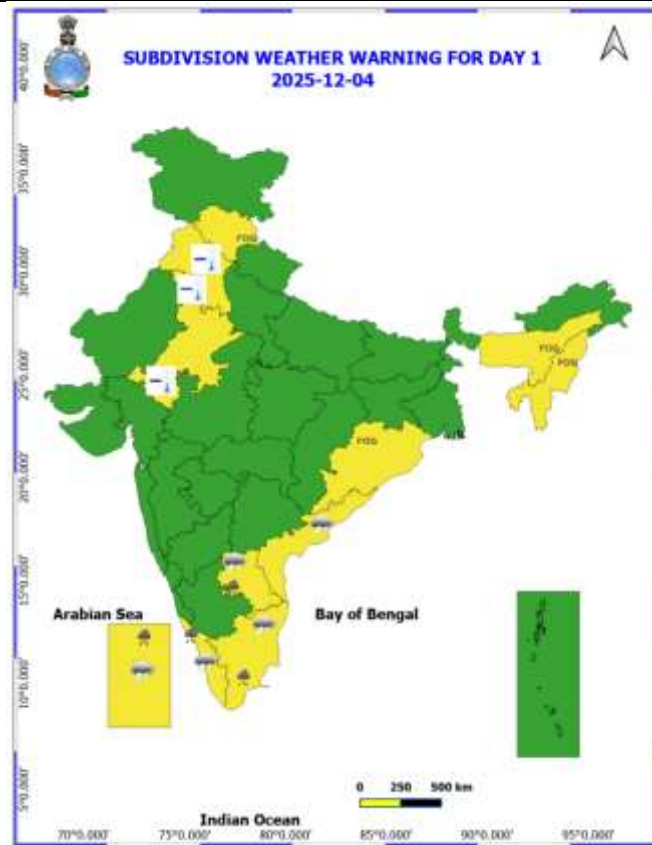 SUBDIVISION WEATHER WARNING FOR DAY 1
2025-12-04
40°0.000'
35°0.000'
30°0.000'
25°0.000'
20°0.000'
15°0.000'
10°0.000'
5°0.000'
FOG
FOG
FOG
FOG
Arabian Sea
Bay of Bengal
0 250 500 km
Indian Ocean
70°0.000' 75°0.000' 80°0.000' 85°0.000' 90°0.000' 95°0.000'